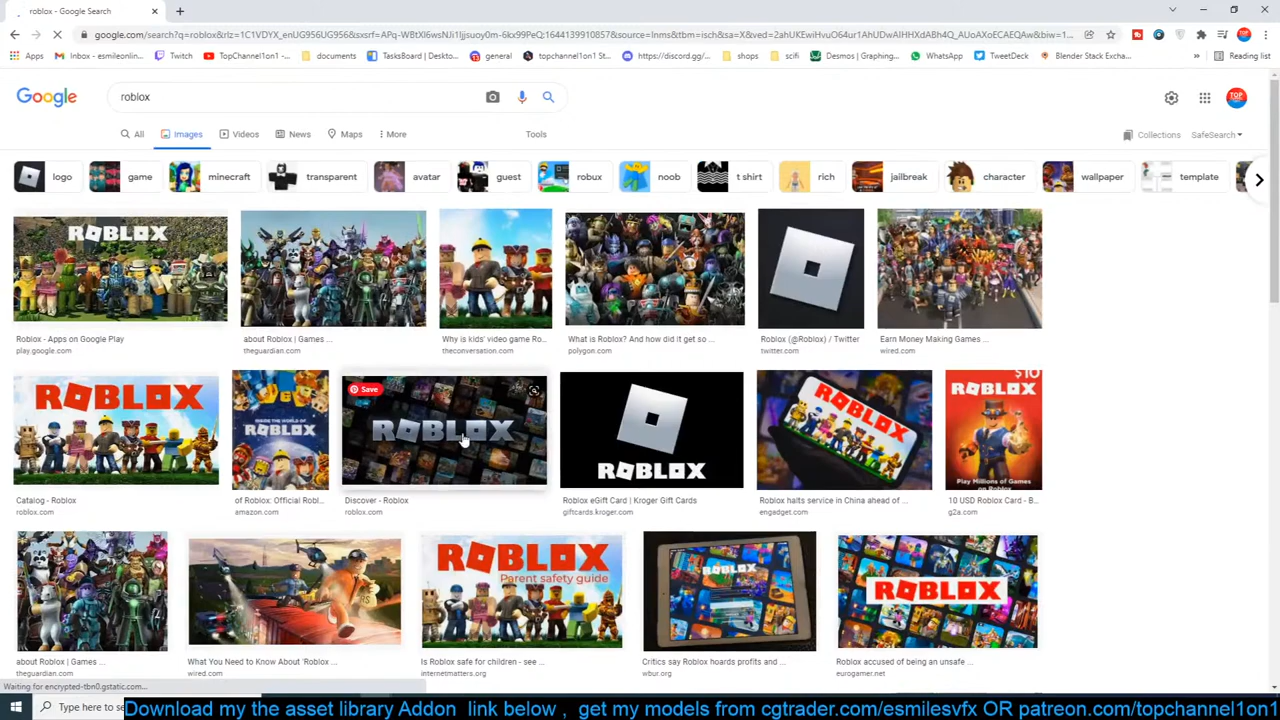 roblox - Google Search
google.com/search?q=roblox&rlz=1C1VDYX_enUG956UG956&sxsrf=APq-WBtXl6wsNJi1Ijjsuoy0m-6kx99PeQ:1644139910857&source=lnms&tbm=isch&sa=X&ved=2ahUKEwiHvuO64ur1AhUDwAIHHXdABh4Q_AUoAXoECAEQAw&biw=1...
Apps
Inbox - esmileonlin...
Twitch
TopChannel1on1 -...
documents
TasksBoard | Deskto...
general
topchannel1on1 St...
https://discord.gg/...
shops
scifi
Desmos | Graphing...
WhatsApp
TweetDeck
Blender Stack Excha...
»
Reading list
Google
roblox
TOP
All
Images
Videos
News
Maps
More
Tools
Collections
SafeSearch
logo
game
minecraft
transparent
avatar
guest
robux
noob
t shirt
rich
jailbreak
character
wallpaper
template
ROBLOX
Roblox - Apps on Google Play
play.google.com
about Roblox | Games ...
theguardian.com
Why is kids' video game Ro...
theconversation.com
What is Roblox? And how did it get so ...
polygon.com
Roblox (@Roblox) / Twitter
twitter.com
Earn Money Making Games ...
wired.com
ROBLOX
INSIDE THE WORLD OF
ROBLOX
Save
ROBLOX
ROBLOX
ROBLOX
$10
Play Millions of Games
on Roblox
Catalog - Roblox
roblox.com
of Roblox: Official Robl...
amazon.com
Discover - Roblox
roblox.com
Roblox eGift Card | Kroger Gift Cards
giftcards.kroger.com
Roblox halts service in China ahead of ...
engadget.com
10 USD Roblox Card - B...
g2a.com
ROBLOX
Parent safety guide
ROBLOX
ROBLOX
about Roblox | Games ...
theguardian.com
What You Need to Know About 'Roblox ...
wired.com
Is Roblox safe for children - see ...
internetmatters.org
Critics say Roblox hoards profits and ...
wbur.org
Roblox accused of being an unsafe ...
eurogamer.net
Waiting for encrypted-tbn0.gstatic.com...
Type here to se
Download my the asset library Addon link below , get my models from cgtrader.com/esmilesvfx OR patreon.com/topchannel1on1